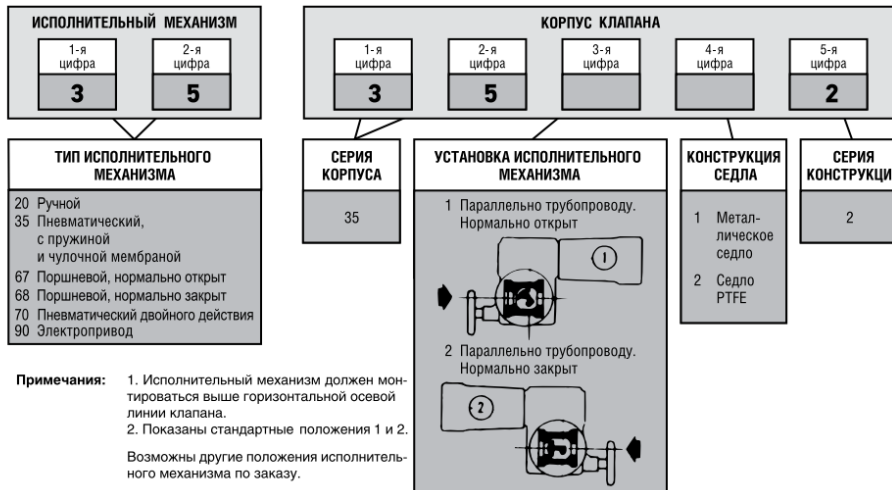 ИСПОЛНИТЕЛЬНЫЙ МЕХАНИЗМ
1-я
цифра
2-я
цифра
3
5
КОРПУС КЛАПАНА
1-я
цифра
2-я
цифра
3-я
цифра
4-я
цифра
5-я
цифра
3
5
2
ТИП ИСПОЛНИТЕЛЬНОГО
МЕХАНИЗМА
20 Ручной
35 Пневматический,
с пружиной
и чулочной мембраной
67 Поршневой, нормально открыт
68 Поршневой, нормально закрыт
70 Пневматический двойного действия
90 Электропривод
СЕРИЯ
КОРПУСА
35
УСТАНОВКА ИСПОЛНИТЕЛЬНОГО
МЕХАНИЗМА
1 Параллельно трубопроводу.
Нормально открыт
1
2 Параллельно трубопроводу.
Нормально закрыт
2
КОНСТРУКЦИЯ
СЕДЛА
1 Метал-
лическое
седло
2 Седло
PTFE
СЕРИЯ
КОНСТРУКЦИ
2
Примечания: 1. Исполнительный механизм должен мон-
тироваться выше горизонтальной осевой
линии клапана.
2. Показаны стандартные положения 1 и 2.
Возможны другие положения исполнитель-
ного механизма по заказу.